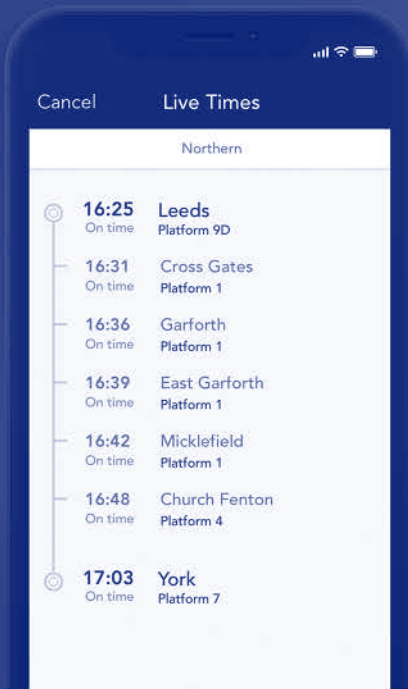 Cancel Live Times
Northern
16:25 Leeds
On time Platform 9D
16:31 Cross Gates
On time Platform 1
16:36 Garforth
On time Platform 1
16:39 East Garforth
On time Platform 1
16:42 Micklefield
On time Platform 1
16:48 Church Fenton
On time Platform 4
17:03 York
On time Platform 7